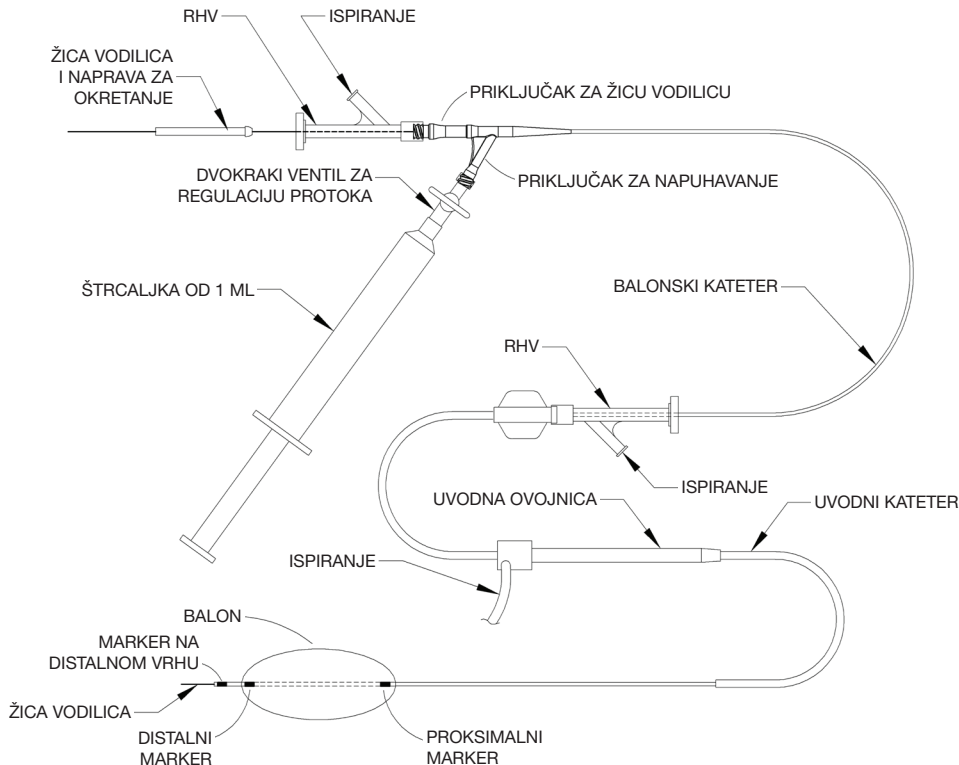 RHV
ISPIRANJE
ŽICA VODILICA
I NAPRAVA ZA
OKRETANJE
PRIKLJUČAK ZA ŽICU VODILICU
DVOKRAKI VENTIL ZA
REGULACIJU PROTOKA
PRIKLJUČAK ZA NAPUHAVANJE
ŠTRCALJKA OD 1 ML
BALONSKI KATETER
RHV
ISPIRANJE
UVODNA OVOJNICA
UVODNI KATETER
ISPIRANJE
BALON
MARKER NA
DISTALNOM VRHU
ŽICA VODILICA
DISTALNI
MARKER
PROKSIMALNI
MARKER